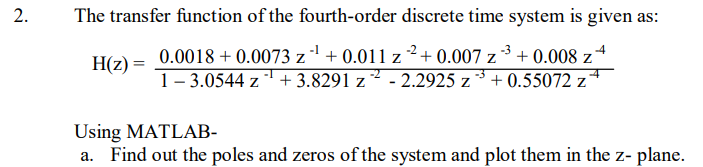 2. The transfer function of the fourth-order discrete time system is given as:
H(z) = 0.0018 + 0.0073 z⁻¹ + 0.011 z⁻² + 0.007 z⁻³ + 0.008 z⁻⁴
1 – 3.0544 z⁻¹ + 3.8291 z⁻² - 2.2925 z⁻³ + 0.55072 z⁻⁴
Using MATLAB-
a. Find out the poles and zeros of the system and plot them in the z- plane.